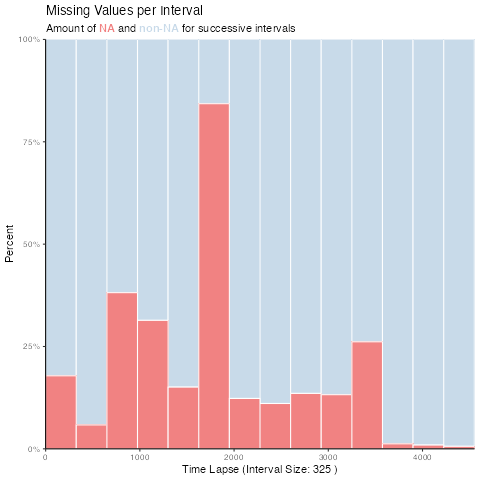 Missing Values per Interval
Amount of NA and non-NA for successive intervals
100%
75%
50%
25%
0%
Percent
0 1000 2000 3000 4000
Time Lapse (Interval Size: 325 )